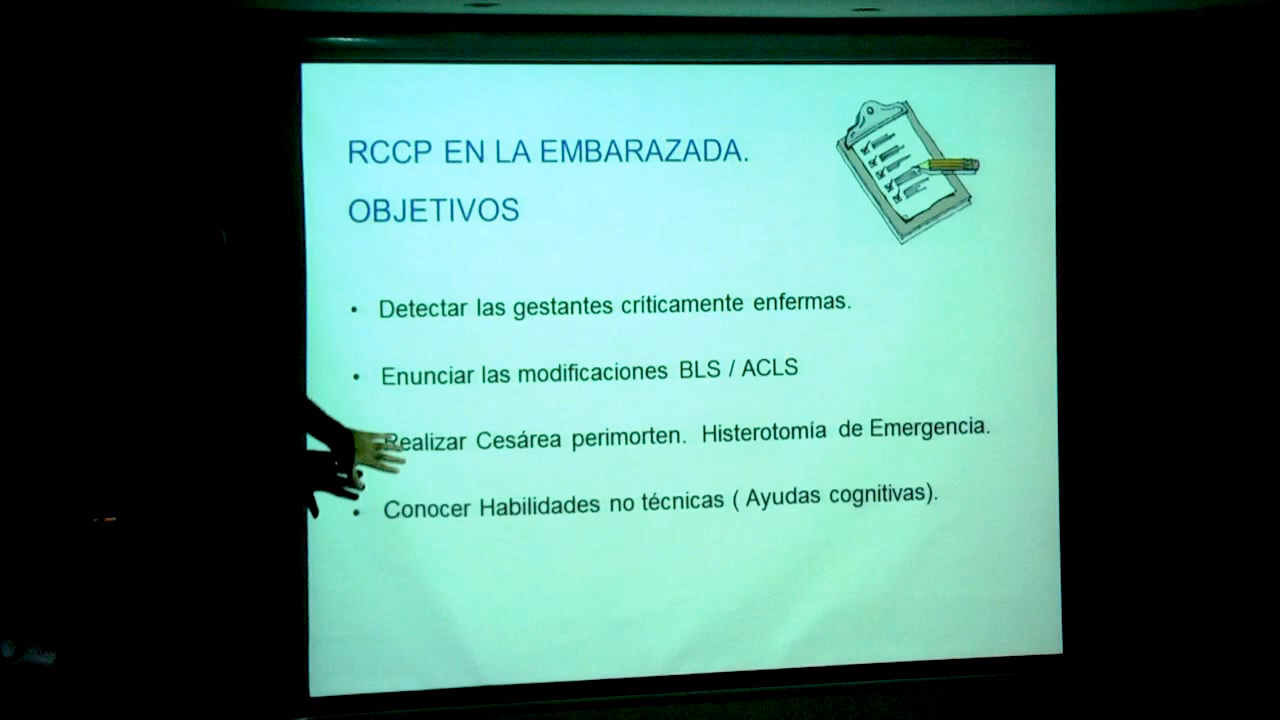 RCCP EN LA EMBARAZADA.
OBJETIVOS
• Detectar las gestantes críticamente enfermas.
• Enunciar las modificaciones BLS / ACLS
Realizar Cesárea perimorten. Histerotomía de Emergencia.
• Conocer Habilidades no técnicas ( Ayudas cognitivas).